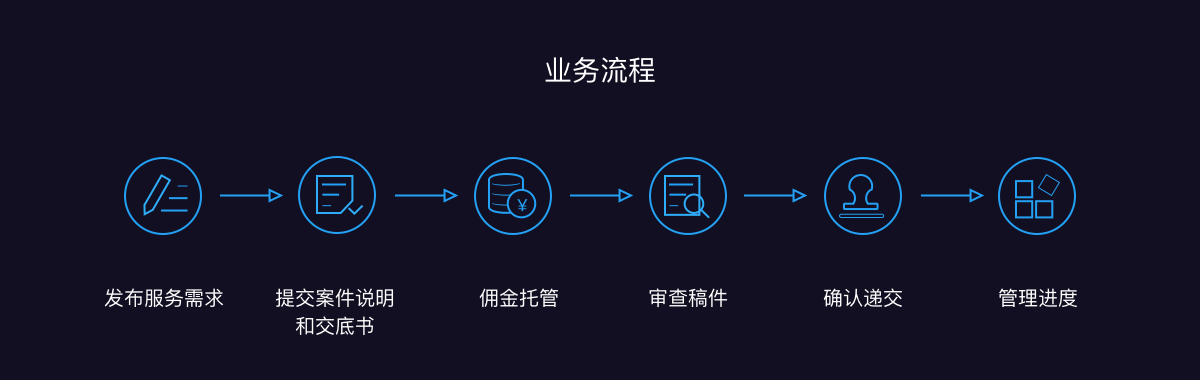 业务流程
¥
发布服务需求
提交案件说明
和交底书
佣金托管
审查稿件
确认递交
管理进度